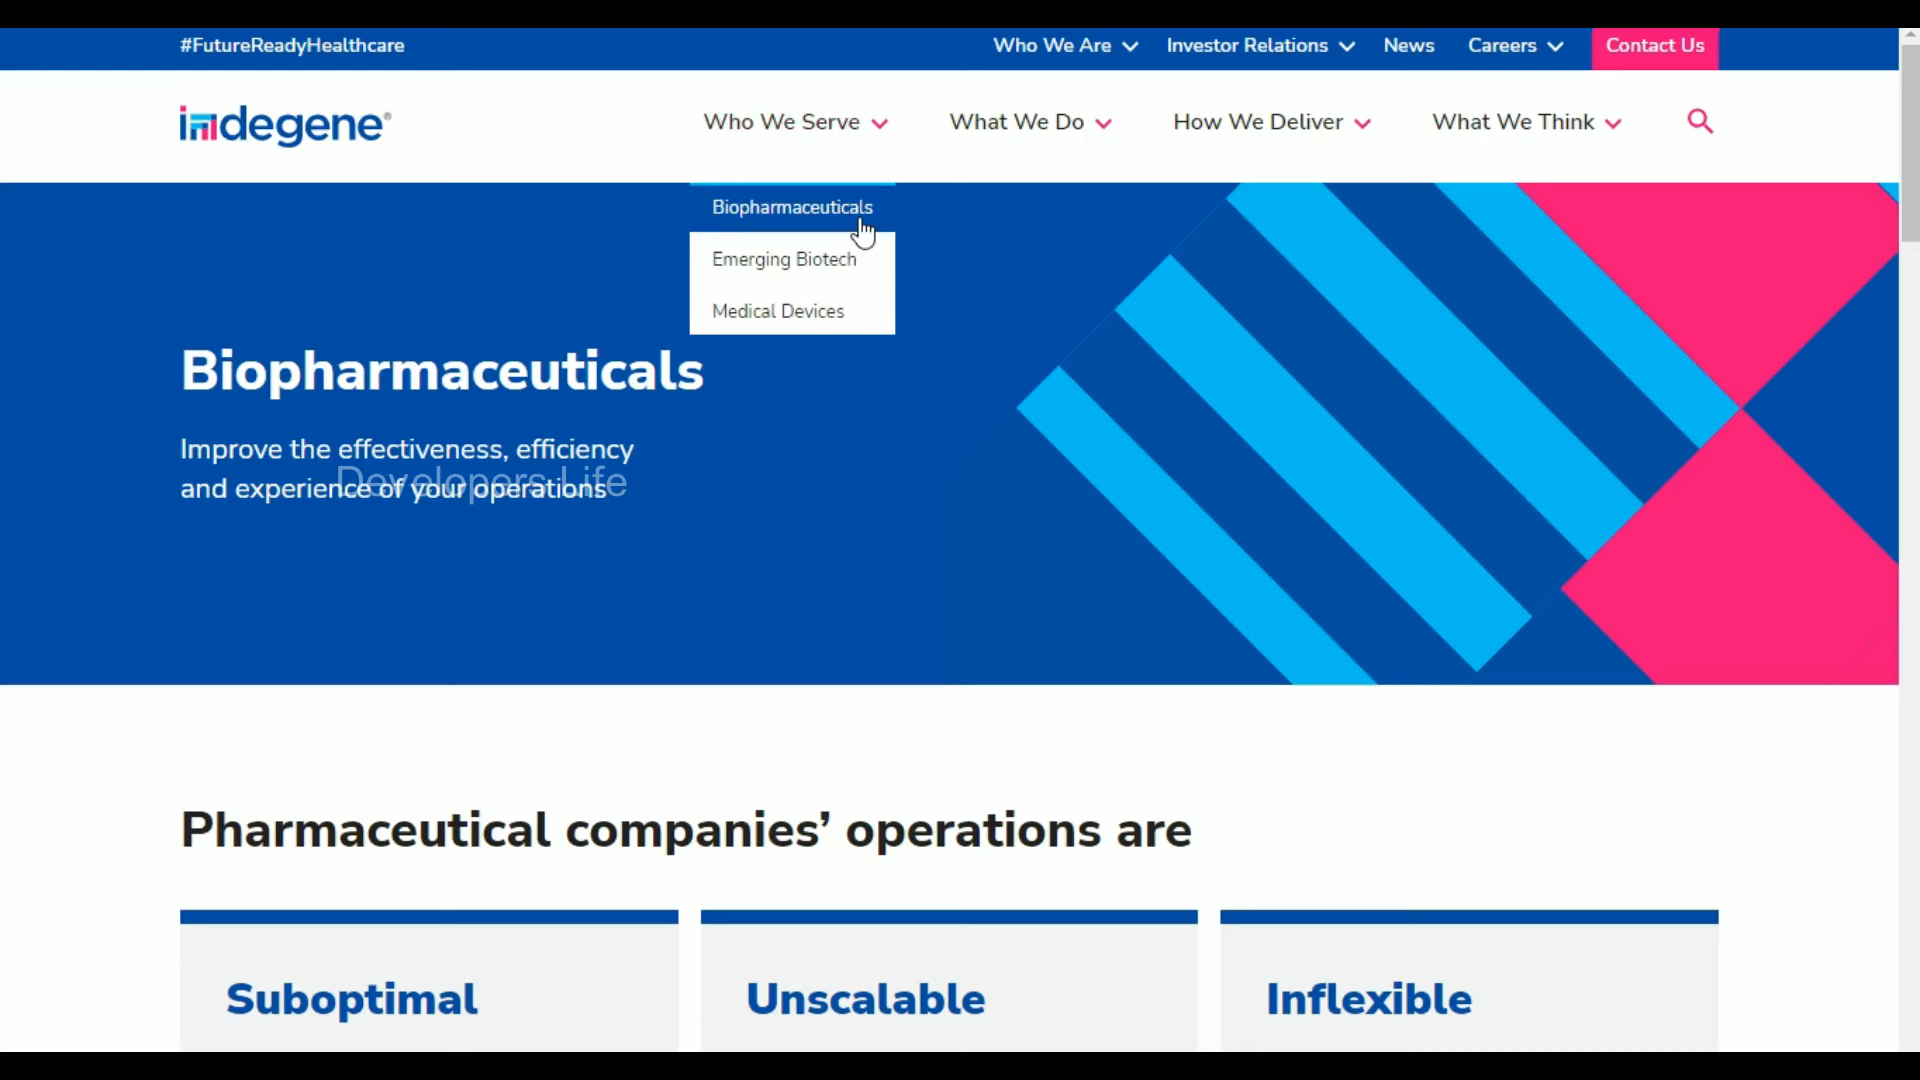 #FutureReadyHealthcare
Who We Are
Investor Relations
News
Careers
Contact Us
indegene®
Who We Serve
What We Do
How We Deliver
What We Think
Biopharmaceuticals
Emerging Biotech
Medical Devices
Biopharmaceuticals
Improve the effectiveness, efficiency
and experience of your operations
Developers Life
Pharmaceutical companies’ operations are
Suboptimal
Unscalable
Inflexible